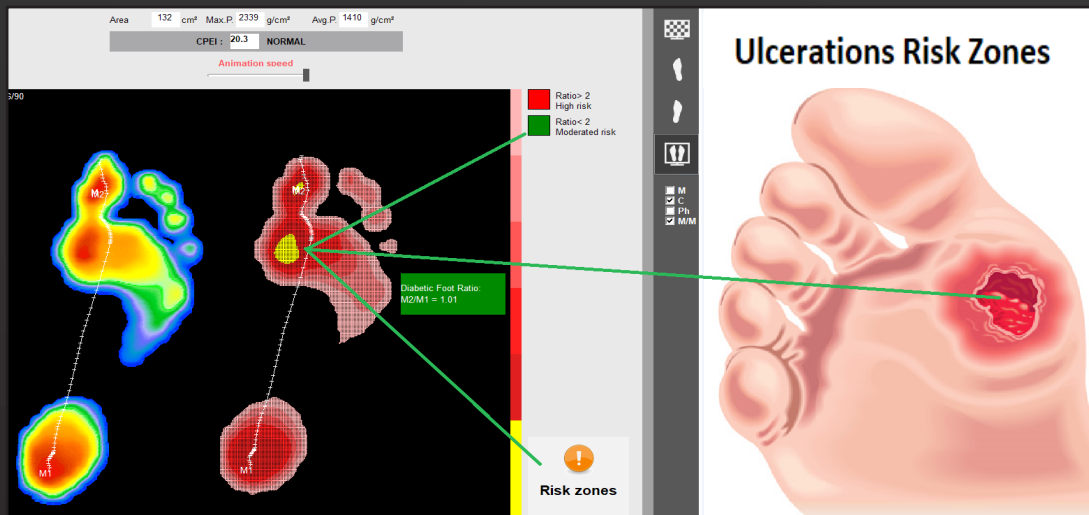 Area 132 cm² Max.P. 2339 g/cm² Avg.P. 1410 g/cm²
CPEI : 20.3 NORMAL
Animation speed
/90
Ratio> 2
High risk
Ratio< 2
Moderated risk
M2
M2
Diabetic Foot Ratio:
M2/M1 = 1.01
M1
M1
!
Risk zones
M
C
Ph
M/M
Ulcerations Risk Zones